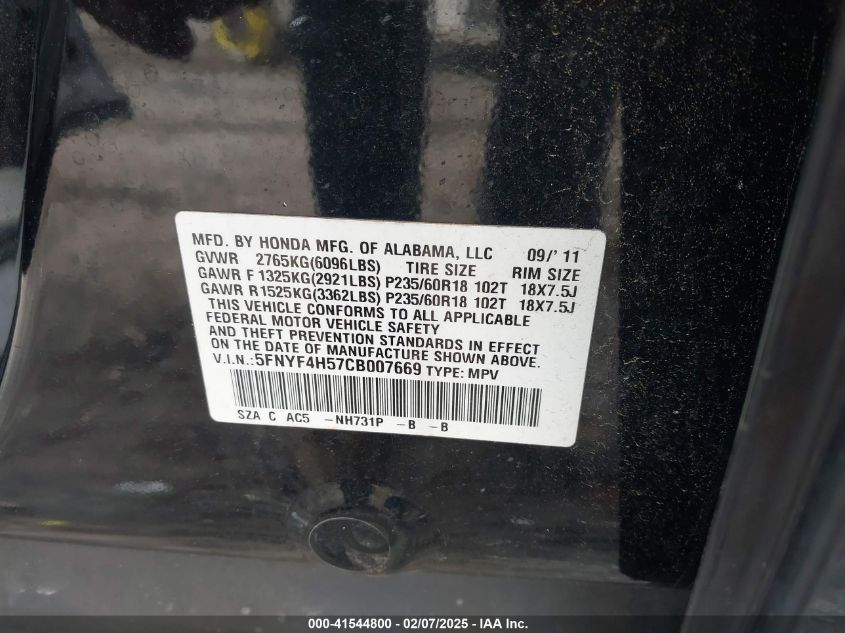 MFD. BY HONDA MFG. OF ALABAMA, LLC 09/' 11
GVWR 2765KG(6096LBS) TIRE SIZE RIM SIZE
GAWR F 1325KG(2921LBS) P235/60R18 102T 18X7.5J
GAWR R1525KG(3362LBS) P235/60R18 102T 18X7.5J
THIS VEHICLE CONFORMS TO ALL APPLICABLE
FEDERAL MOTOR VEHICLE SAFETY
AND THEFT PREVENTION STANDARDS IN EFFECT
ON THE DATE OF MANUFACTURE SHOWN ABOVE.
V.I.N.:5FNYF4H57CB007669 TYPE: MPV
SZA C AC5 -NH731P -B -B
000-41544800 - 02/07/2025 - IAA Inc.